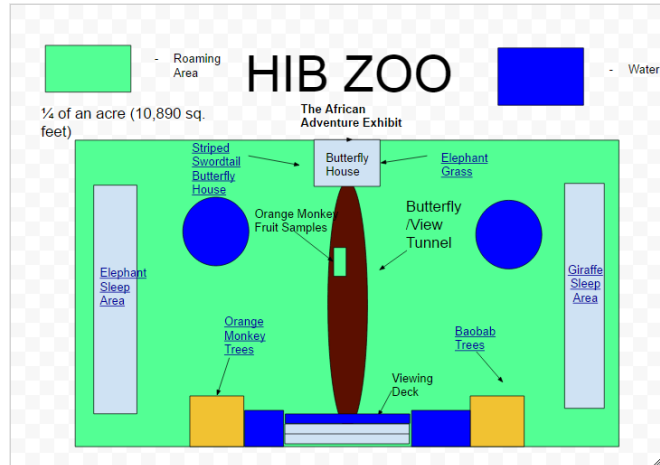 - Roaming
Area
HIB ZOO
- Water
¼ of an acre (10,890 sq.
feet)
The African
Adventure Exhibit
Striped
Swordtail
Butterfly
House
Butterfly
House
Elephant
Grass
Orange Monkey
Fruit Samples
Butterfly
/View
Tunnel
Elephant
Sleep
Area
Giraffe
Sleep
Area
Orange
Monkey
Trees
Baobab
Trees
Viewing
Deck